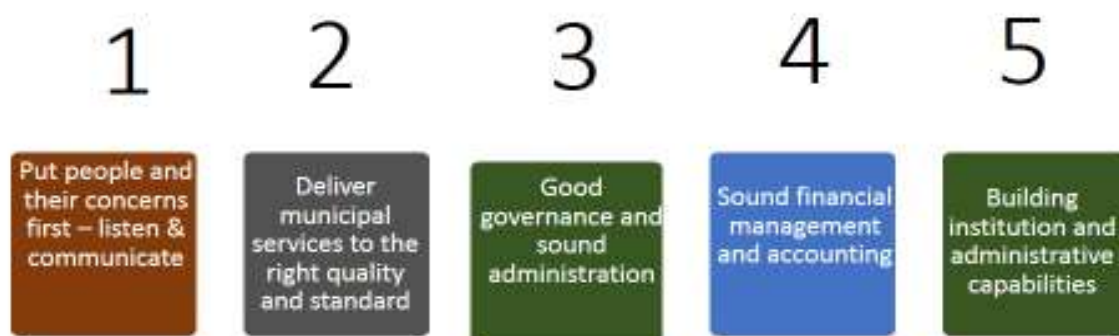 1
2
3
4
5
Put people and
their concerns
first – listen &
communicate
Deliver
municipal
services to the
right quality
and standard
Good
governance and
sound
administration
Sound financial
management
and accounting
Building
institution and
administrative
capabilities